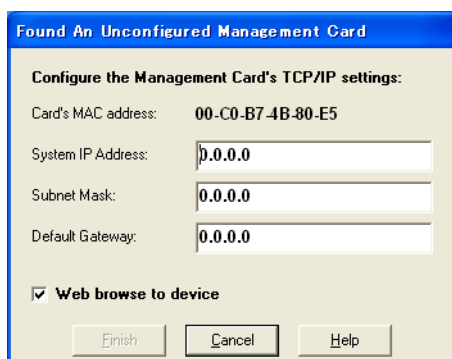 Found An Unconfigured Management Card
Configure the Management Card's TCP/IP settings:
Card's MAC address: 00-C0-B7-4B-80-E5
System IP Address: 0.0.0.0
Subnet Mask: 0.0.0.0
Default Gateway: 0.0.0.0
Web browse to device
Finish Cancel Help